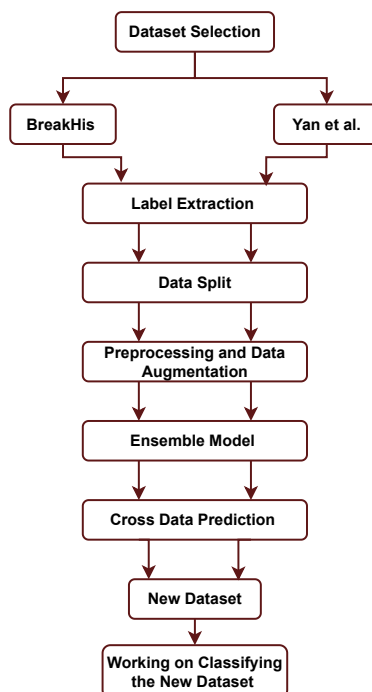 Dataset Selection
BreakHis
Yan et al.
Label Extraction
Data Split
Preprocessing and Data
Augmentation
Ensemble Model
Cross Data Prediction
New Dataset
Working on Classifying
the New Dataset